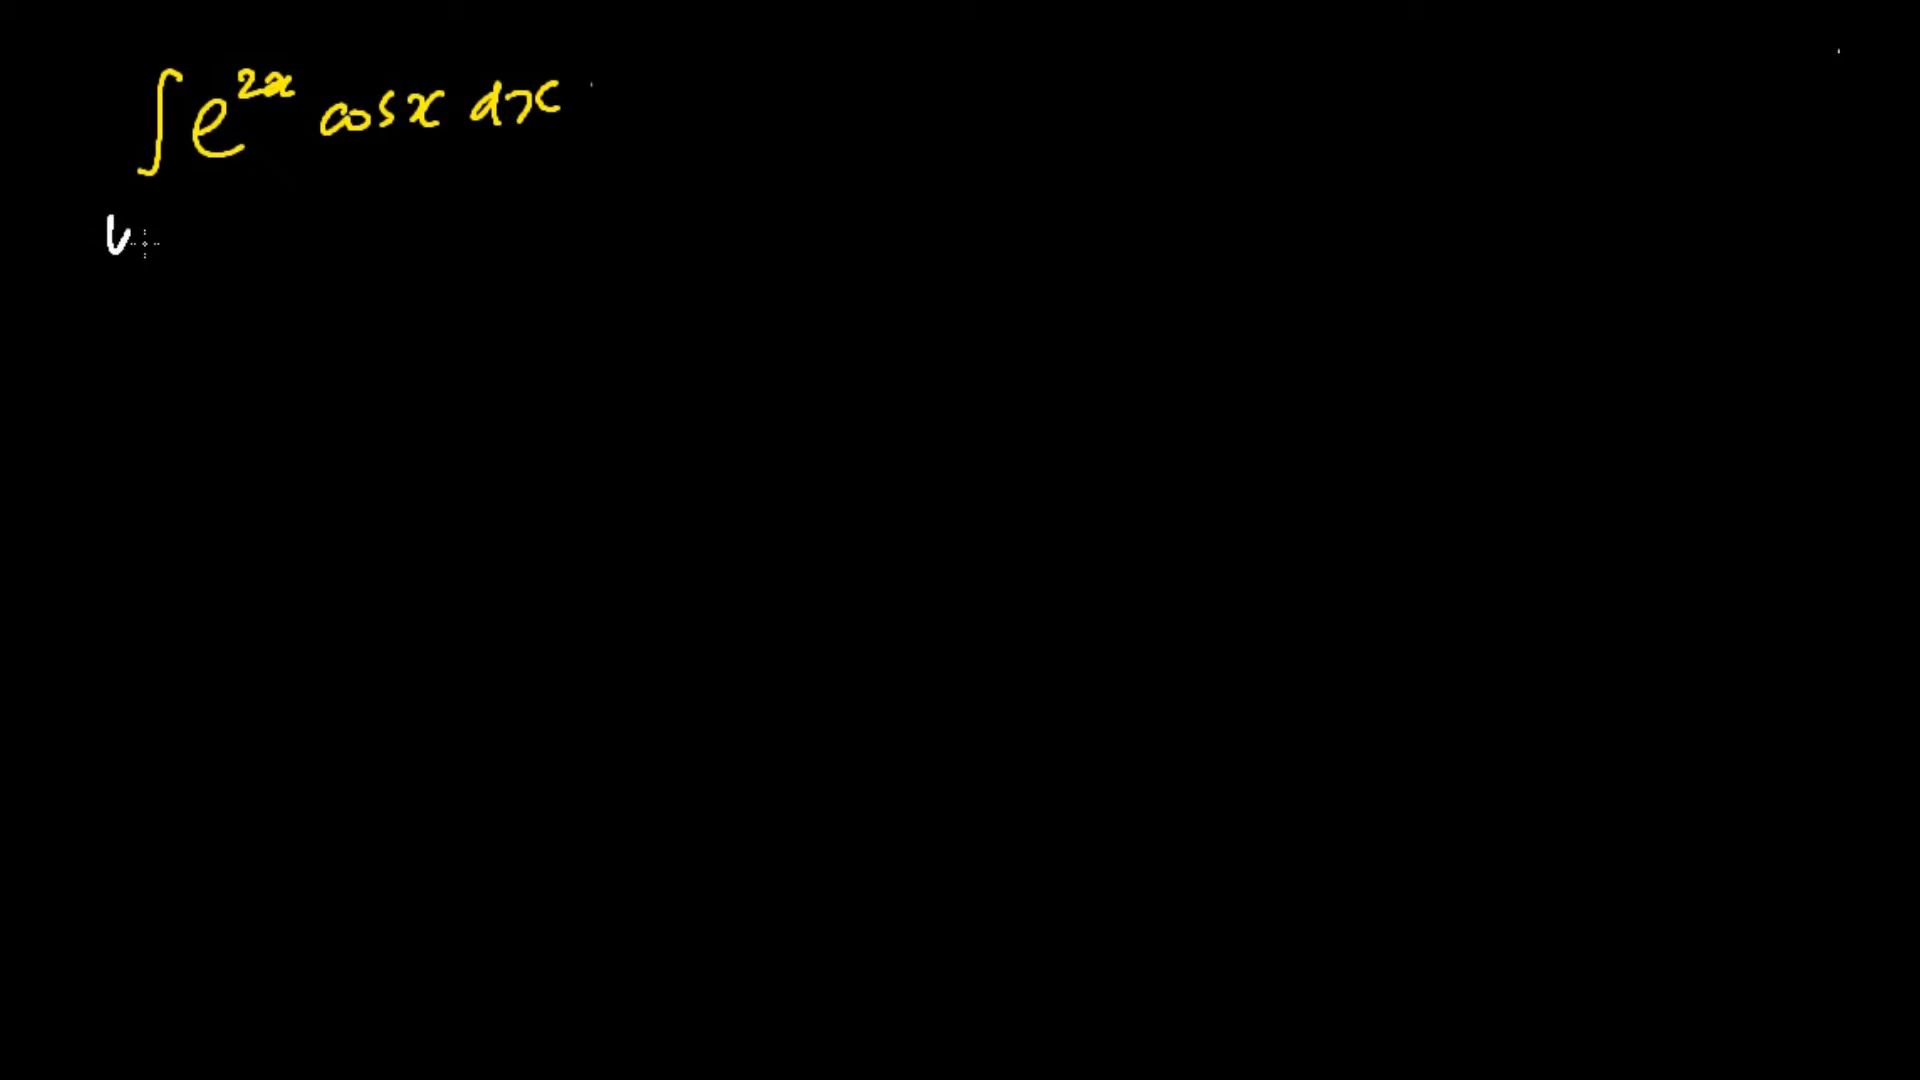 ∫ e^{2x} cos x dx
u